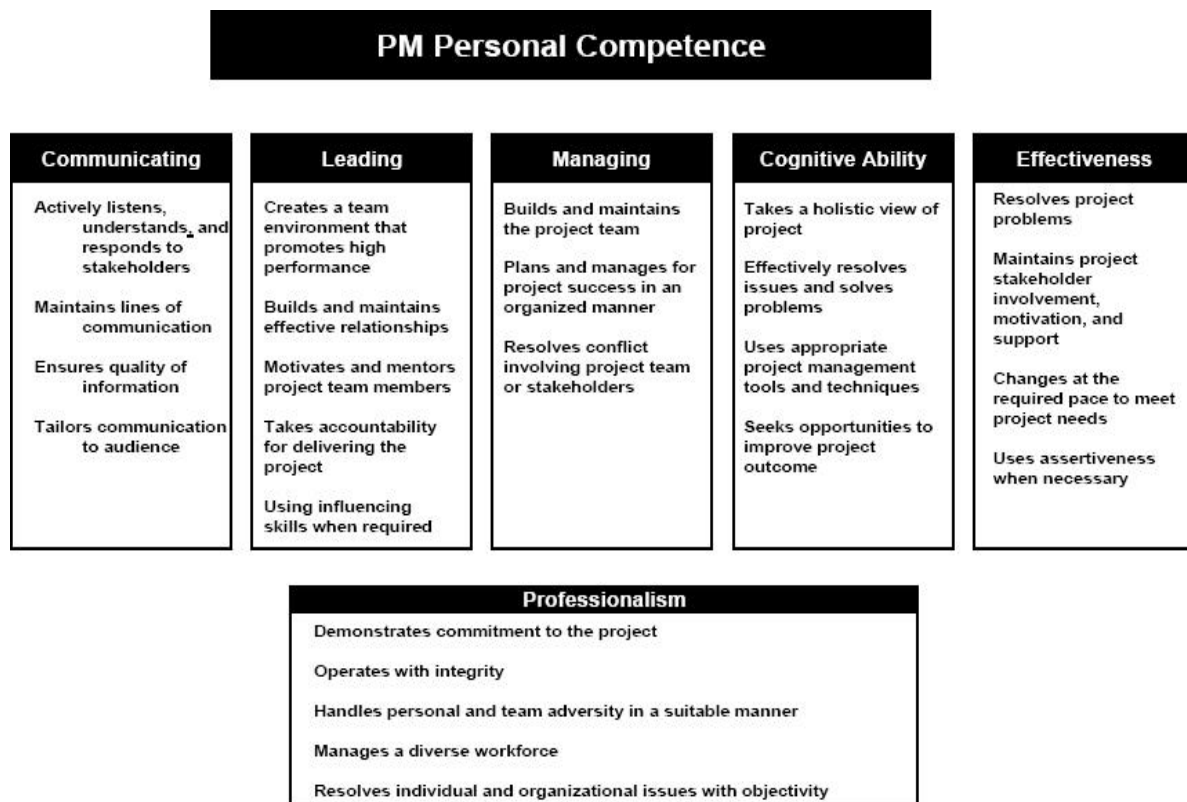 PM Personal Competence
Communicating
Actively listens,
understands, and
responds to
stakeholders
Maintains lines of
communication
Ensures quality of
information
Tailors communication
to audience
Leading
Creates a team
environment that
promotes high
performance
Builds and maintains
effective relationships
Motivates and mentors
project team members
Takes accountability
for delivering the
project
Using influencing
skills when required
Managing
Builds and maintains
the project team
Plans and manages for
project success in an
organized manner
Resolves conflict
involving project team
or stakeholders
Cognitive Ability
Takes a holistic view of
project
Effectively resolves
issues and solves
problems
Uses appropriate
project management
tools and techniques
Seeks opportunities to
improve project
outcome
Effectiveness
Resolves project
problems
Maintains project
stakeholder
involvement,
motivation, and
support
Changes at the
required pace to meet
project needs
Uses assertiveness
when necessary
Professionalism
Demonstrates commitment to the project
Operates with integrity
Handles personal and team adversity in a suitable manner
Manages a diverse workforce
Resolves individual and organizational issues with objectivity